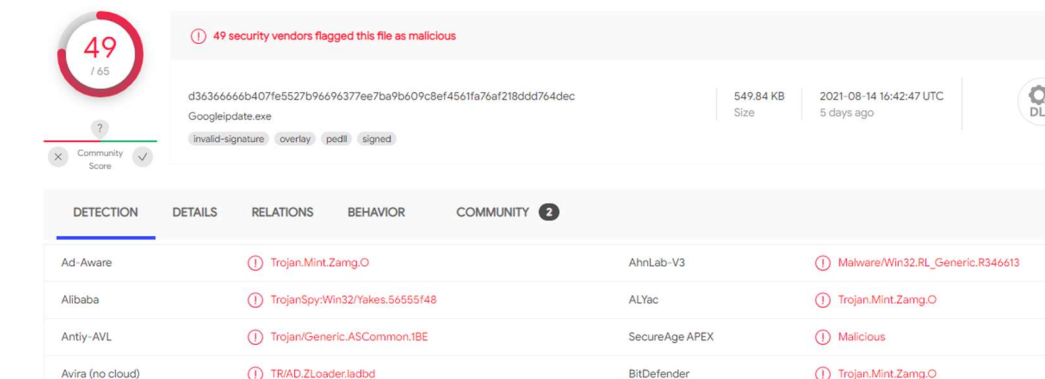 49
/ 65
49 security vendors flagged this file as malicious
d36366666b407fe5527b96696377ee7ba9b609c8ef4561fa76af218ddd764dec
Googleipdate.exe
invalid-signature overlay pedll signed
549.84 KB
Size
2021-08-14 16:42:47 UTC
5 days ago
?
Community
Score
DETECTION DETAILS RELATIONS BEHAVIOR COMMUNITY 2
Ad-Aware Trojan.Mint.Zamg.O AhnLab-V3 Malware/Win32.RL_Generic.R346613
Alibaba TrojanSpy:Win32/Yakes.56555f48 ALYac Trojan.Mint.Zamg.O
Antiy-AVL Trojan/Generic.ASCommon.1BE SecureAge APEX Malicious
Avira (no cloud) TR/AD.ZLoader.ladbd BitDefender Trojan.Mint.Zamg.O